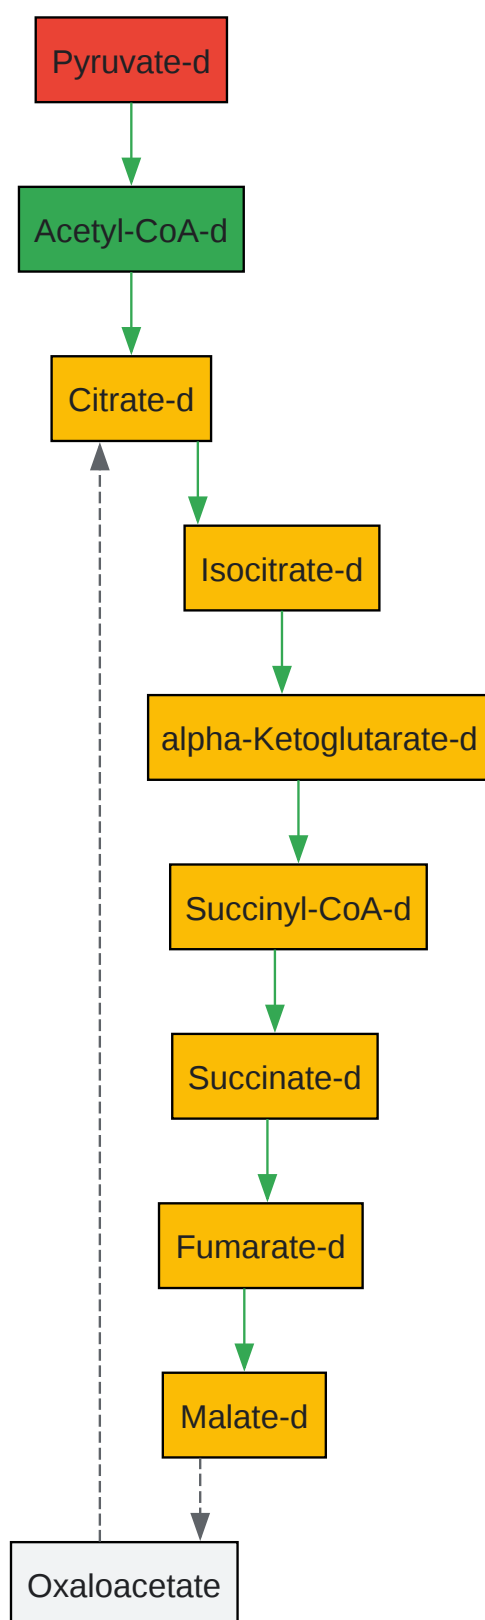 Pyruvate-d
Acetyl-CoA-d
Citrate-d
Isocitrate-d
alpha-Ketoglutarate-d
Succinyl-CoA-d
Succinate-d
Fumarate-d
Malate-d
Oxaloacetate